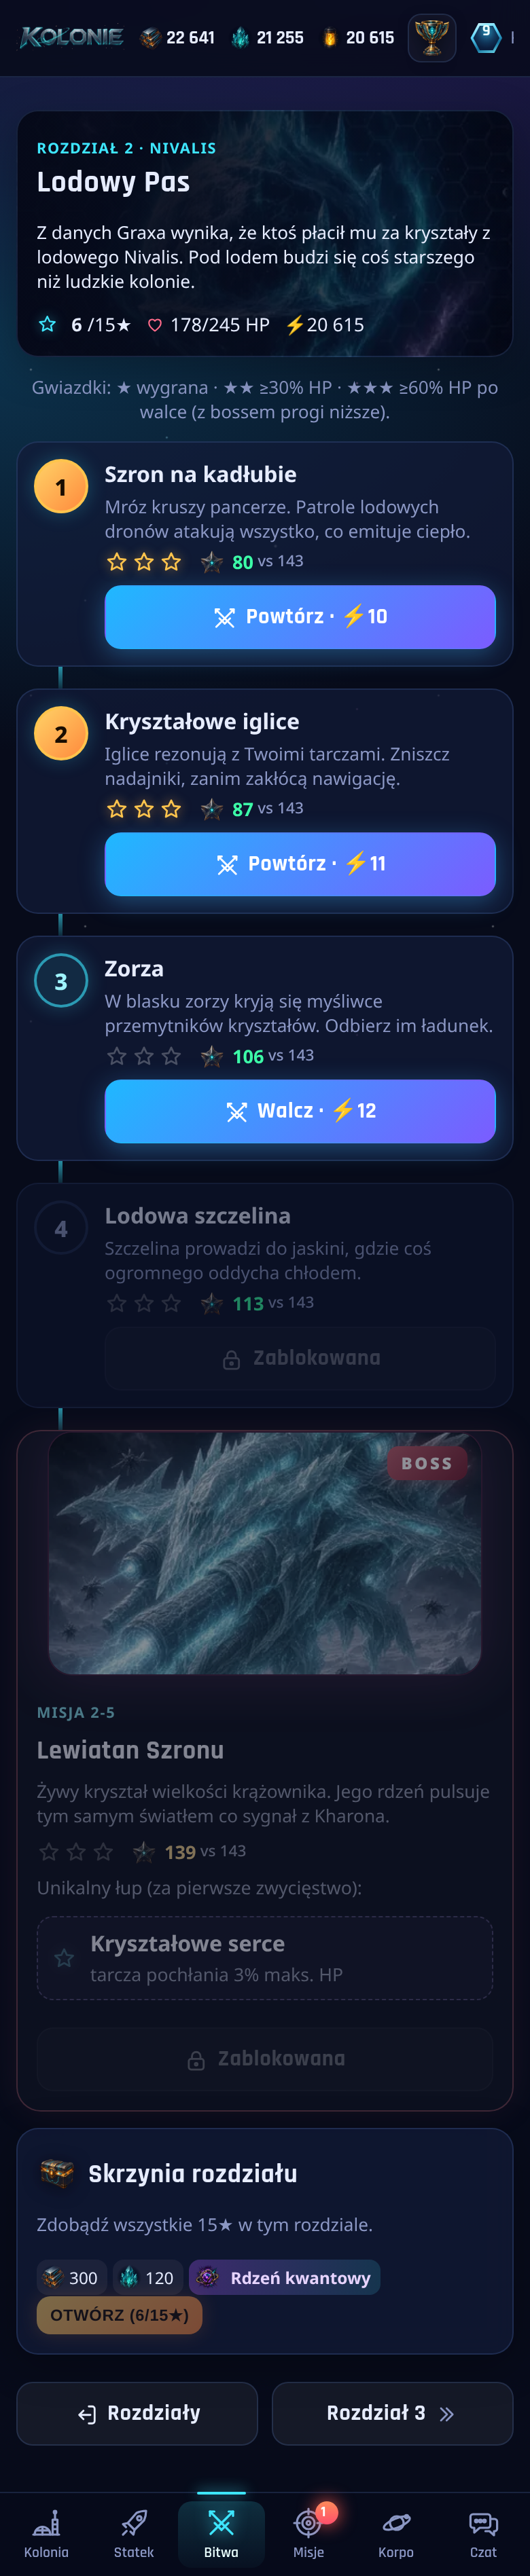 KOLONIE 22 641 21 255 20 615 9
ROZDZIAŁ 2 · NIVALIS
Lodowy Pas
Z danych Graxa wynika, że ktoś płacił mu za kryształy z
lodowego Nivalis. Pod lodem budzi się coś starszego
niż ludzkie kolonie.
6 /15★ 178/245 HP ⚡20 615
Gwiazdki: ★ wygrana · ★★ ≥30% HP · ★★★ ≥60% HP po
walce (z bossem progi niższe).
1
Szron na kadłubie
Mróz kruszy pancerze. Patrole lodowych
dronów atakują wszystko, co emituje ciepło.
80 vs 143
Powtórz · ⚡10
2
Kryształowe iglice
Iglice rezonują z Twoimi tarczami. Zniszcz
nadajniki, zanim zakłócą nawigację.
87 vs 143
Powtórz · ⚡11
3
Zorza
W blasku zorzy kryją się myśliwce
przemytników kryształów. Odbierz im ładunek.
106 vs 143
Walcz · ⚡12
4
Lodowa szczelina
Szczelina prowadzi do jaskini, gdzie coś
ogromnego oddycha chłodem.
113 vs 143
Zablokowana
BOSS
MISJA 2-5
Lewiatan Szronu
Żywy kryształ wielkości krążownika. Jego rdzeń pulsuje
tym samym światłem co sygnał z Kharona.
139 vs 143
Unikalny łup (za pierwsze zwycięstwo):
Kryształowe serce
tarcza pochłania 3% maks. HP
Zablokowana
Skrzynia rozdziału
Zdobądź wszystkie 15★ w tym rozdziale.
300 120 Rdzeń kwantowy
OTWÓRZ (6/15★)
Rozdziały Rozdział 3
1
Kolonia Statek Bitwa Misje Korpo Czat